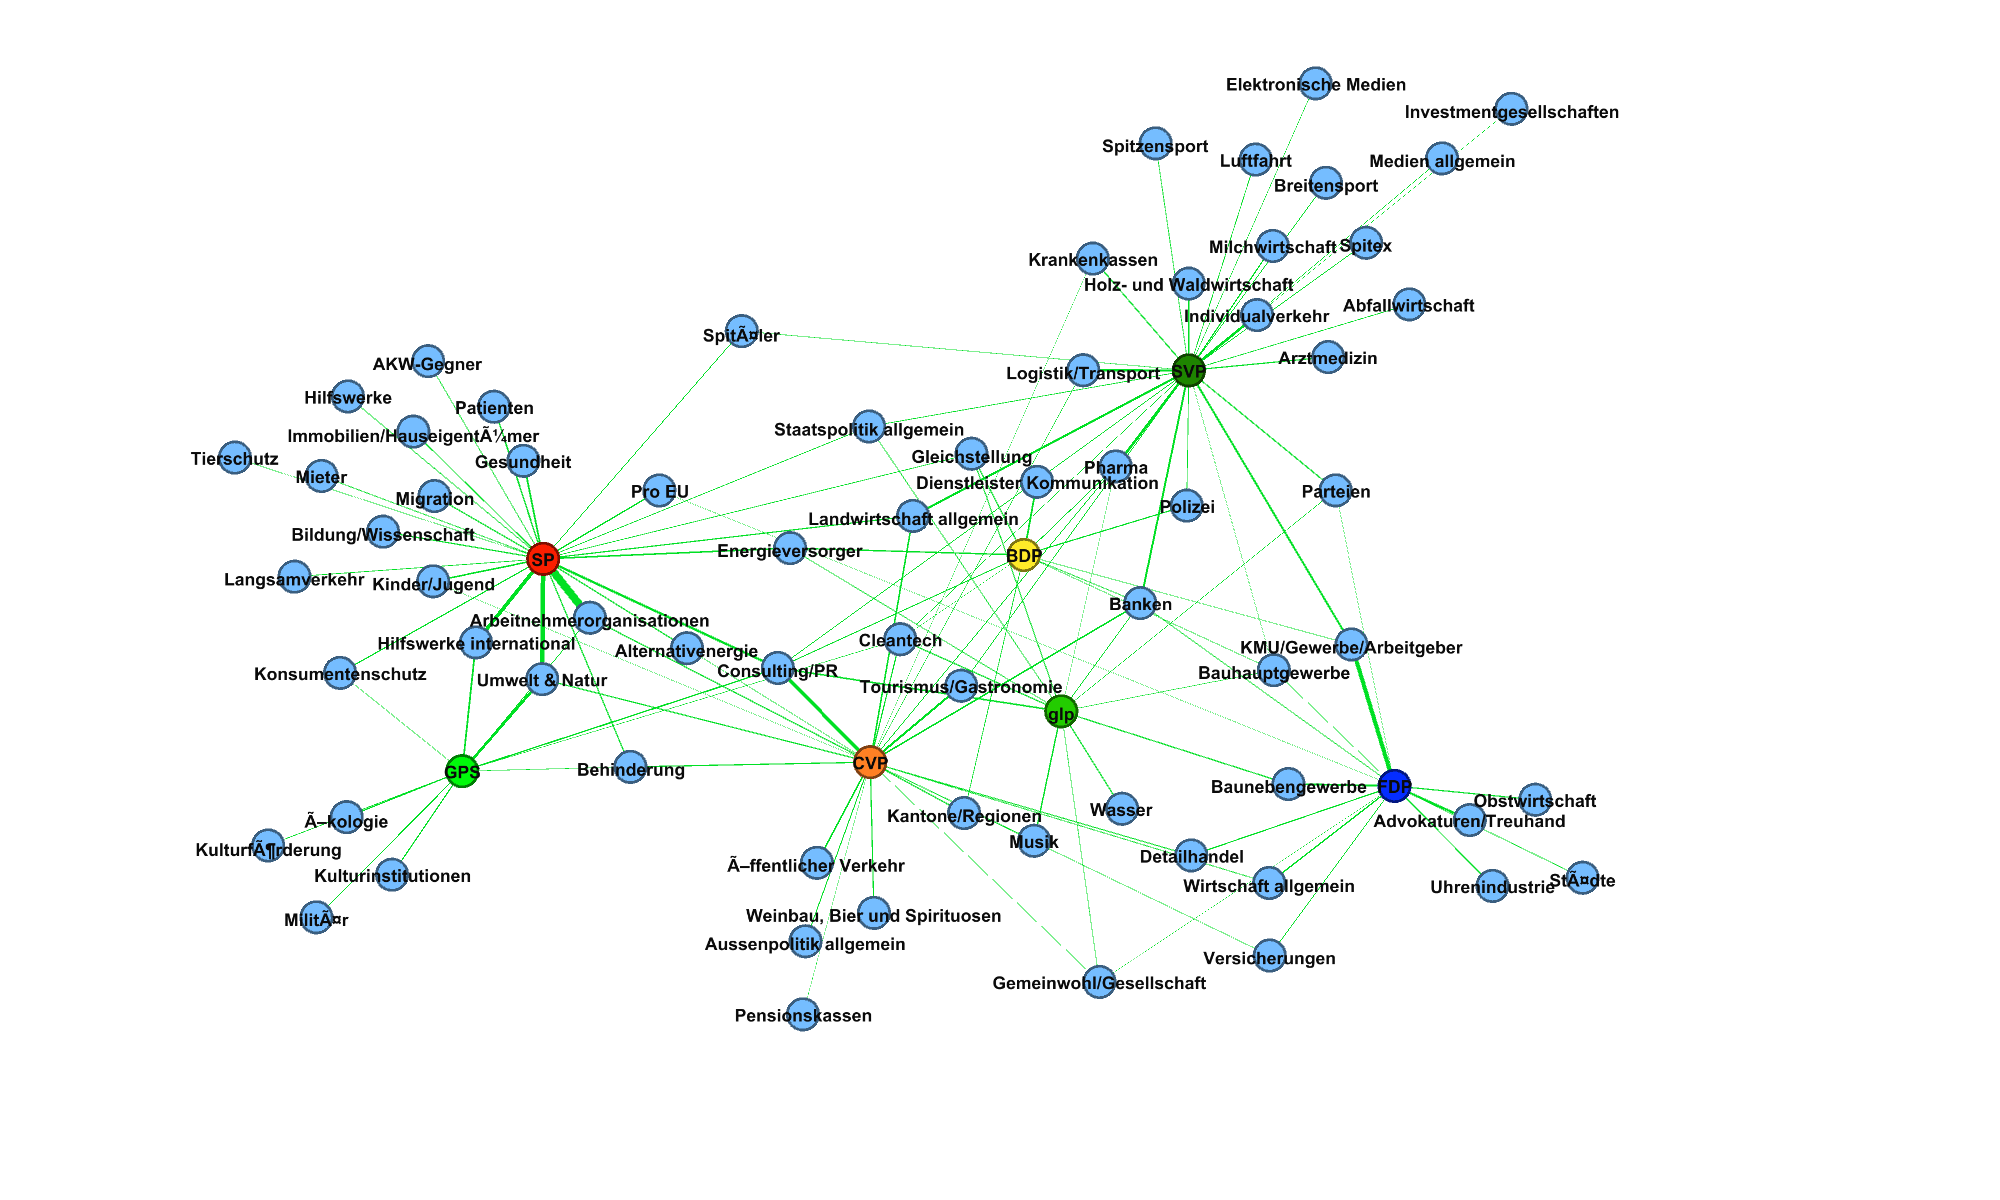 Elektronische Medien
Investmentgesellschaften
Spitzensport
Luftfahrt
Medien allgemein
Breitensport
Milchwirtschaft
Spitex
Krankenkassen
Holz- und Waldwirtschaft
Individualverkehr
Abfallwirtschaft
SpitÃ¤ler
Arztmedizin
AKW-Gegner
Logistik/Transport
SVP
Hilfswerke
Patienten
Staatspolitik allgemein
Immobilien/HauseigentÃ¼mer
Tierschutz
Gesundheit
Gleichstellung
Pharma
Mieter
Dienstleister Kommunikation
Migration
Pro EU
Parteien
Polizei
Landwirtschaft allgemein
Bildung/Wissenschaft
Energieversorger
BDP
SP
Langsamverkehr
Kinder/Jugend
Banken
Arbeitnehmerorganisationen
Hilfswerke international
Alternativenergie
Cleantech
KMU/Gewerbe/Arbeitgeber
Konsumentenschutz
Umwelt & Natur
Consulting/PR
Bauhauptgewerbe
Tourismus/Gastronomie
glp
GPS
Behinderung
CVP
Baunebengewerbe
FDP
Obstwirtschaft
Ã–kologie
Kantone/Regionen
Wasser
Advokaturen/Treuhand
KulturfÃ¶rderung
Musik
Kulturinstitutionen
Ã–ffentlicher Verkehr
Detailhandel
Wirtschaft allgemein
Uhrenindustrie
StÃ¤dte
MilitÃ¤r
Weinbau, Bier und Spirituosen
Aussenpolitik allgemein
Versicherungen
Gemeinwohl/Gesellschaft
Pensionskassen